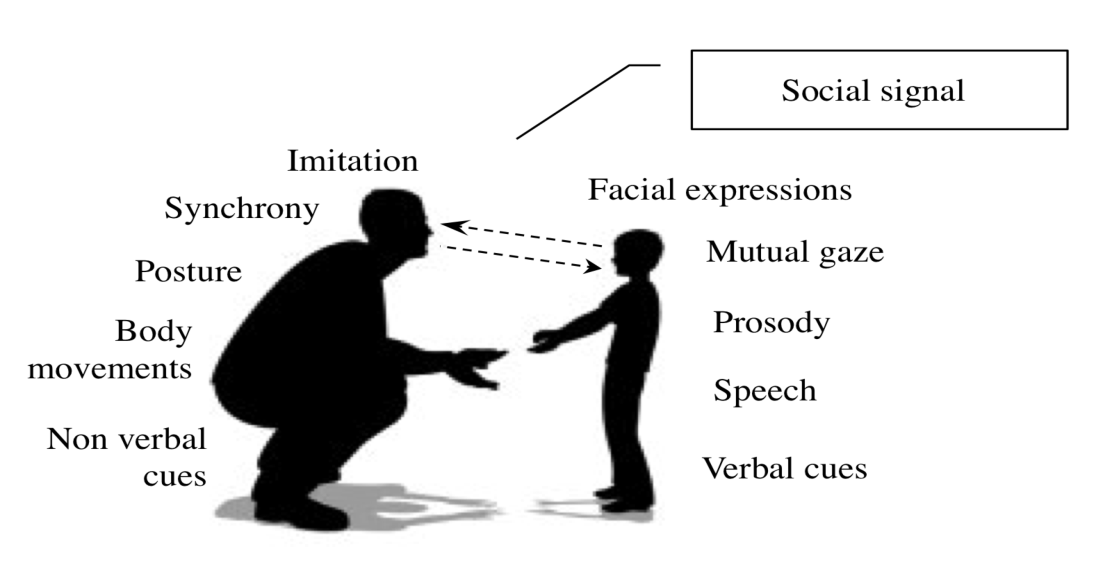 Social signal
Imitation
Facial expressions
Synchrony
Mutual gaze
Posture
Prosody
Body
movements
Speech
Non verbal
cues
Verbal cues